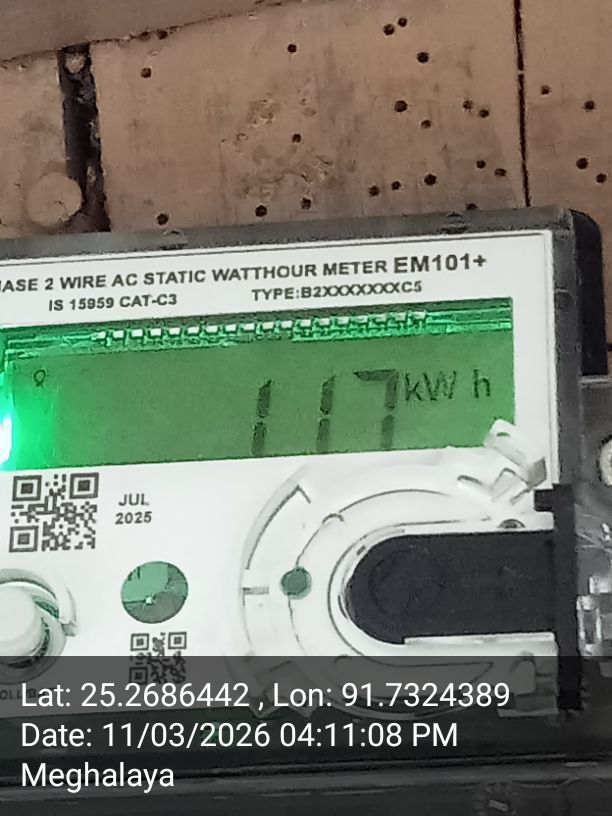 HASE 2 WIRE AC STATIC WATTHOUR METER EM101+
IS 15959 CAT-C3
TYPE:B2XXXXXXXC5
117 kW h
JUL
2025
Lat: 25.2686442 , Lon: 91.7324389
Date: 11/03/2026 04:11:08 PM
Meghalaya